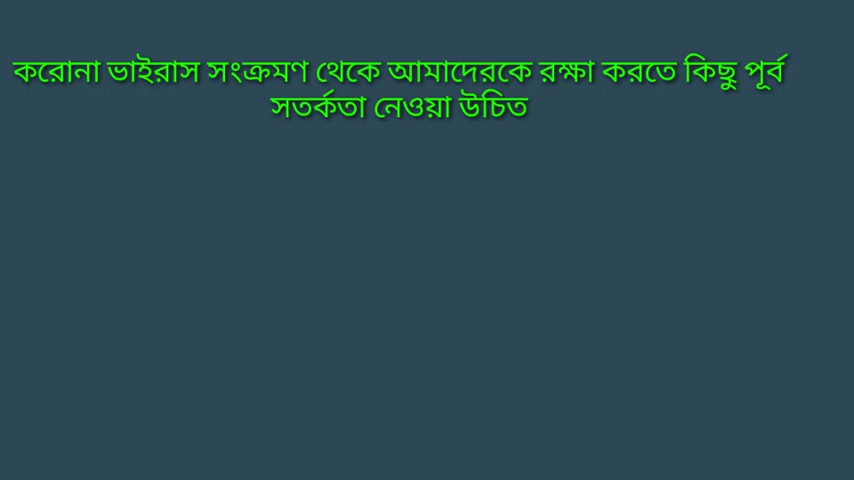 করোনা ভাইরাস সংক্রমণ থেকে আমাদেরকে রক্ষা করতে কিছু পূর্ব
সতর্কতা নেওয়া উচিত